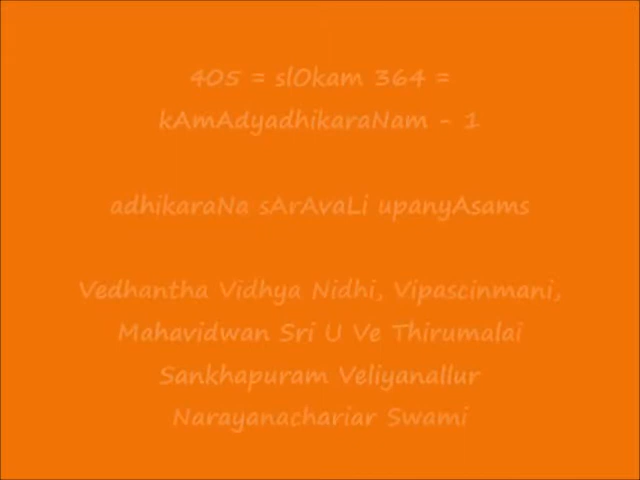 405 = slOkam 364 =
kAmAdyadhikaraNam - 1
adhikaraNa sArAvaLi upanyAsams
Vedhantha Vidhya Nidhi, Vipascinmani,
Mahavidwan Sri U Ve Thirumalai
Sankhapuram Veliyanallur
Narayanachariar Swami